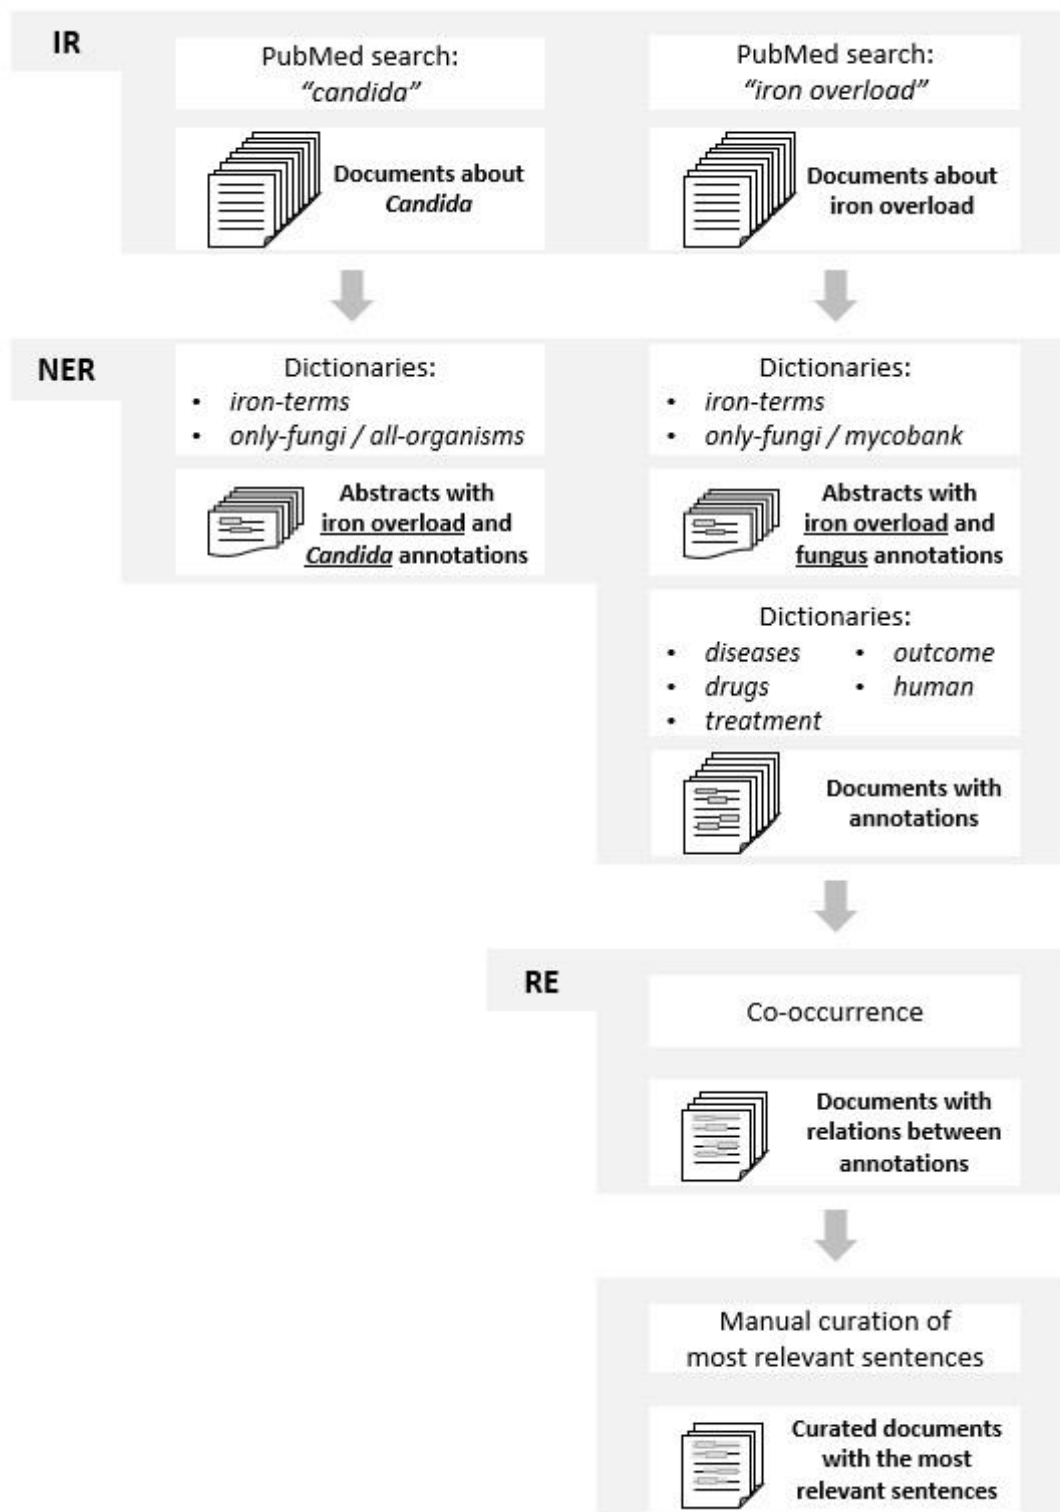 IR
PubMed search:
“candida”
Documents about
Candida
PubMed search:
“iron overload”
Documents about
iron overload
NER
Dictionaries:
• iron-terms
• only-fungi / all-organisms
Abstracts with
iron overload and
Candida annotations
Dictionaries:
• iron-terms
• only-fungi / mycobank
Abstracts with
iron overload and
fungus annotations
Dictionaries:
• diseases • outcome
• drugs • human
• treatment
Documents with
annotations
RE
Co-occurrence
Documents with
relations between
annotations
Manual curation of
most relevant sentences
Curated documents
with the most
relevant sentences